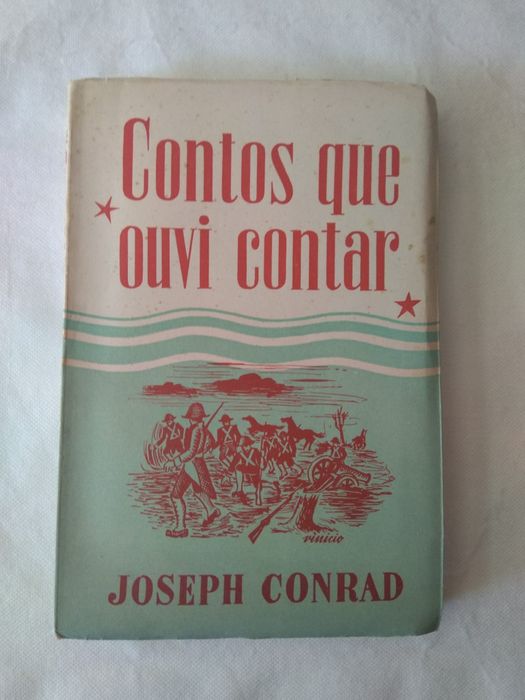 Contos que
ouvi contar
vinicio
JOSEPH CONRAD